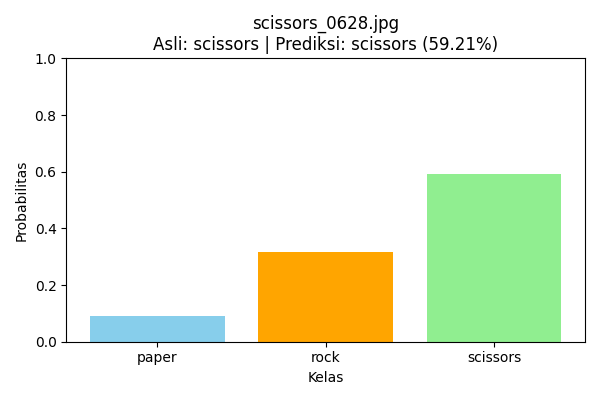 scissors_0628.jpg
Asli: scissors | Prediksi: scissors (59.21%)
1.0
0.8
0.6
0.4
0.2
0.0
Probabilitas
paper
rock
scissors
Kelas